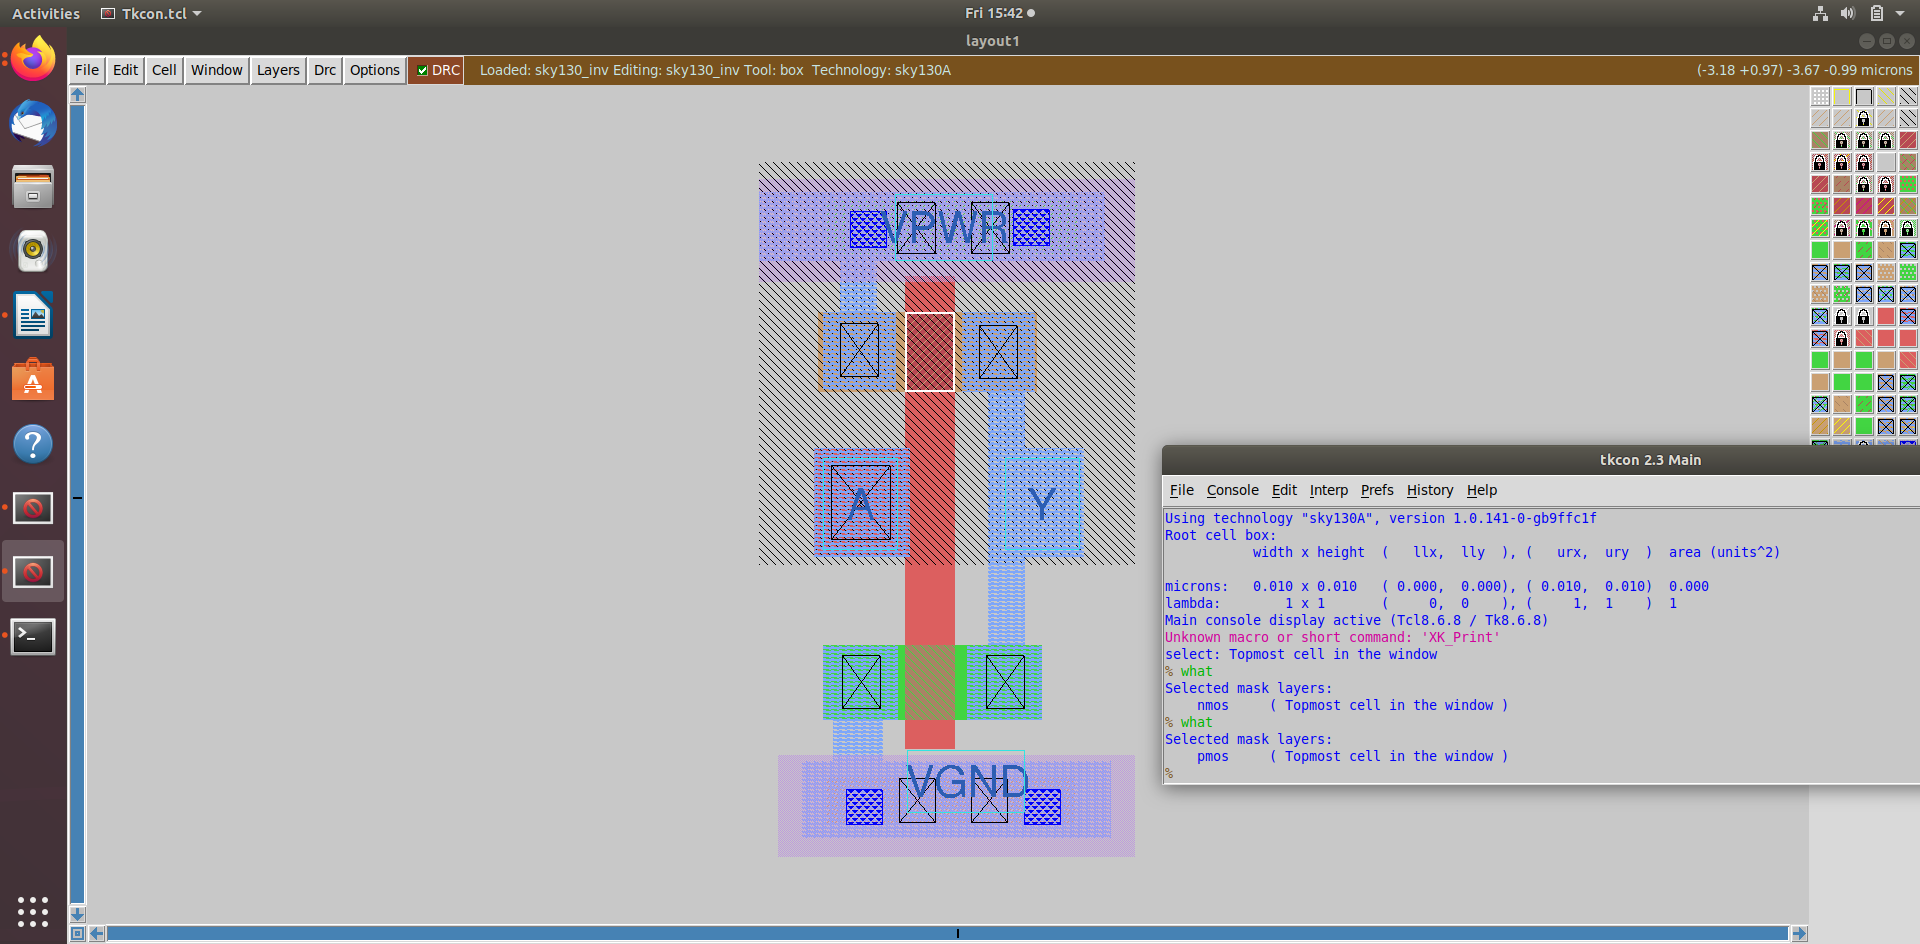 Activities Tkcon.tcl Fri 15:42
layout1
File Edit Cell Window Layers Drc Options DRC Loaded: sky130_inv Editing: sky130_inv Tool: box Technology: sky130A (-3.18 +0.97) -3.67 -0.99 microns
VPWR
A Y
VGND
tkcon 2.3 Main
File Console Edit Interp Prefs History Help
Using technology "sky130A", version 1.0.141-0-gb9ffc1f
Root cell box:
width x height ( llx, lly ), ( urx, ury ) area (units^2)
microns: 0.010 x 0.010 ( 0.000, 0.000), ( 0.010, 0.010) 0.000
lambda: 1 x 1 ( 0, 0 ), ( 1, 1 ) 1
Main console display active (Tcl8.6.8 / Tk8.6.8)
Unknown macro or short command: 'XK_Print'
select: Topmost cell in the window
% what
Selected mask layers:
nmos ( Topmost cell in the window )
% what
Selected mask layers:
pmos ( Topmost cell in the window )
%